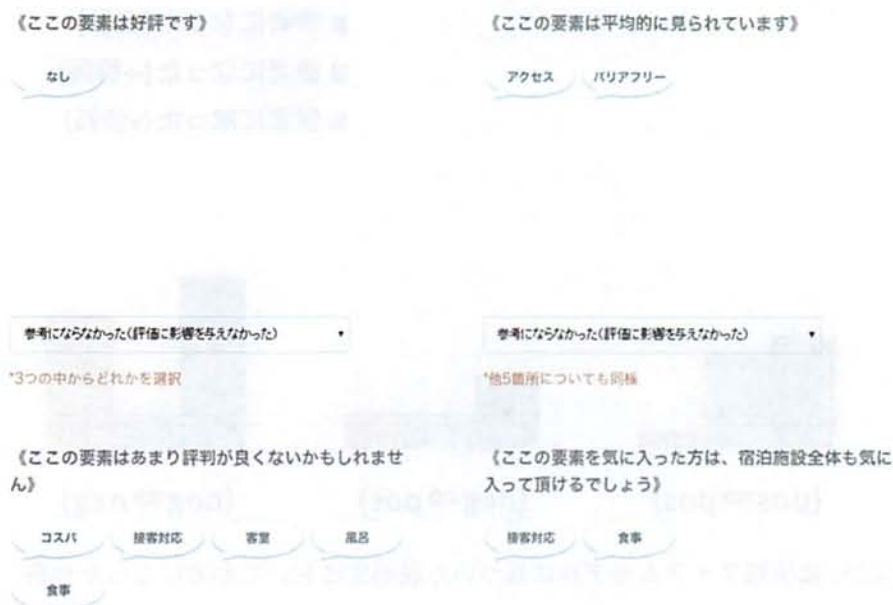 《ここの要素は好評です》
なし
《ここの要素は平均的に見られています》
アクセス バリアフリー
参考にならなかった(評価に影響を与えなかった)
*3つの中からどれかを選択
参考にならなかった(評価に影響を与えなかった)
*他5箇所についても同様
《ここの要素はあまり評判が良くないかもしれませ
ん》
コスパ 接客対応 客室 風呂
食事
《ここの要素を気に入った方は、宿泊施設全体も気に
入って頂けるでしょう》
接客対応 食事